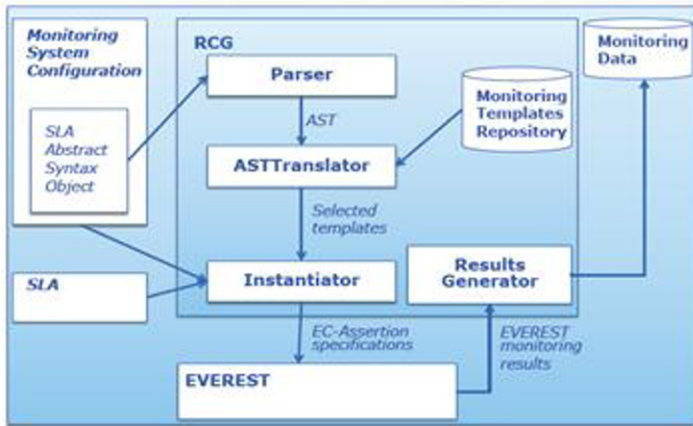 Monitoring
System
Configuration
SLA
Abstract
Syntax
Object
SLA
RCG
Parser
AST
ASTTranslator
Selected
templates
Instantiator
Monitoring
Templates
Repository
Results
Generator
EC-Assertion
specifications
EVEREST
EVEREST
monitoring
results
Monitoring
Data